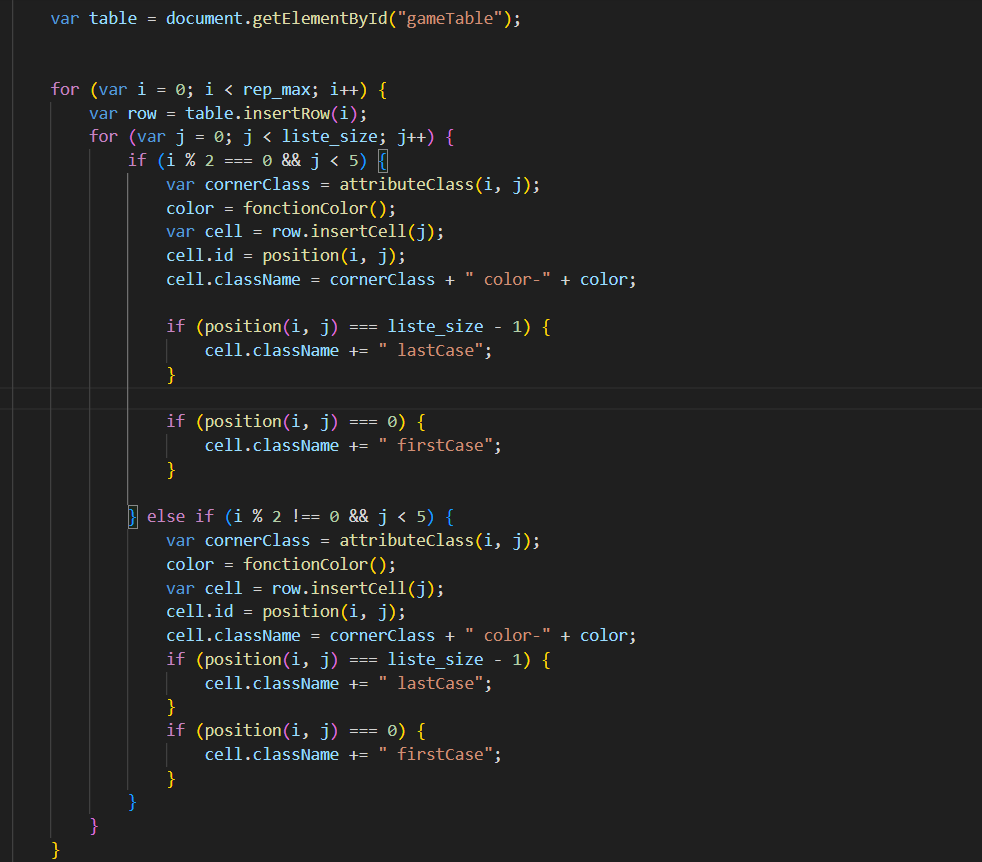 var table = document.getElementById("gameTable");
for (var i = 0; i < rep_max; i++) {
var row = table.insertRow(i);
for (var j = 0; j < liste_size; j++) {
if (i % 2 === 0 && j < 5) {
var cornerClass = attributeClass(i, j);
color = fonctionColor();
var cell = row.insertCell(j);
cell.id = position(i, j);
cell.className = cornerClass + " color-" + color;
if (position(i, j) === liste_size - 1) {
cell.className += " lastCase";
}
if (position(i, j) === 0) {
cell.className += " firstCase";
}
} else if (i % 2 !== 0 && j < 5) {
var cornerClass = attributeClass(i, j);
color = fonctionColor();
var cell = row.insertCell(j);
cell.id = position(i, j);
cell.className = cornerClass + " color-" + color;
if (position(i, j) === liste_size - 1) {
cell.className += " lastCase";
}
if (position(i, j) === 0) {
cell.className += " firstCase";
}
}
}
}